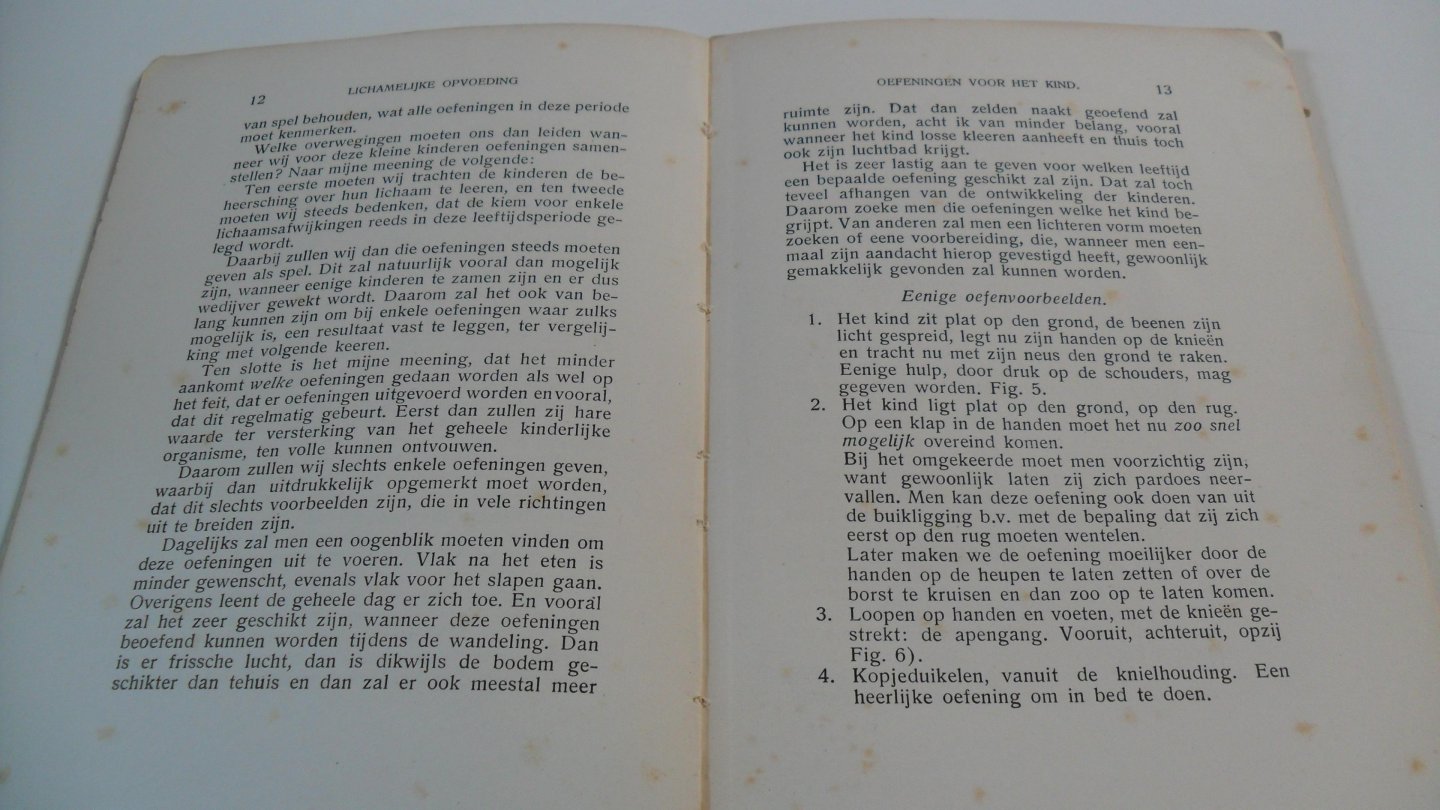 12
LICHAMELIJKE OPVOEDING
van spel behouden, wat alle oefeningen in deze periode
moet kenmerken.
Welke overwegingen moeten ons dan leiden wan-
neer wij voor deze kleine kinderen oefeningen samen-
stellen? Naar mijne meening de volgende:
Ten eerste moeten wij trachten de kinderen de be-
heersching over hun lichaam te leeren, en ten tweede
moeten wij steeds bedenken, dat de kiem voor enkele
lichaamsafwijkingen reeds in deze leeftijdsperiode ge-
legd wordt.
Daarbij zullen wij dan die oefeningen steeds moeten
geven als spel. Dit zal natuurlijk vooral dan mogelijk
zijn, wanneer eenige kinderen te zamen zijn en er dus
wedijver gewekt wordt. Daarom zal het ook van be-
lang kunnen zijn om bij enkele oefeningen waar zulks
mogelijk is, een resultaat vast te leggen, ter vergelij-
king met volgende keeren.
Ten slotte is het mijne meening, dat het minder
aankomt welke oefeningen gedaan worden als wel op
het feit, dat er oefeningen uitgevoerd worden en vooral,
dat dit regelmatig gebeurt. Eerst dan zullen zij hare
waarde ter versterking van het geheele kinderlijke
organisme, ten volle kunnen ontvouwen.
Daarom zullen wij slechts enkele oefeningen geven,
waarbij dan uitdrukkelijk opgemerkt moet worden,
dat dit slechts voorbeelden zijn, die in vele richtingen
uit te breiden zijn.
Dagelijks zal men een oogenblik moeten vinden om
deze oefeningen uit te voeren. Vlak na het eten is
minder gewenscht, evenals vlak voor het slapen gaan.
Overigens leent de geheele dag er zich toe. En vooral
zal het zeer geschikt zijn, wanneer deze oefeningen
beoefend kunnen worden tijdens de wandeling. Dan
is er frissche lucht, dan is dikwijls de bodem ge-
schikter dan tehuis en dan zal er ook meestal meer
OEFENINGEN VOOR HET KIND.
13
ruimte zijn. Dat dan zelden naakt geoefend zal
kunnen worden, acht ik van minder belang, vooral
wanneer het kind losse kleeren aanheeft en thuis toch
ook zijn luchtbad krijgt.
Het is zeer lastig aan te geven voor welken leeftijd
een bepaalde oefening geschikt zal zijn. Dat zal toch
teveel afhangen van de ontwikkeling der kinderen.
Daarom zoeke men die oefeningen welke het kind be-
grijpt. Van anderen zal men een lichteren vorm moeten
zoeken of eene voorbereiding, die, wanneer men een-
maal zijn aandacht hierop gevestigd heeft, gewoonlijk
gemakkelijk gevonden zal kunnen worden.
Eenige oefenvoorbeelden.
1. Het kind zit plat op den grond, de beenen zijn
licht gespreid, legt nu zijn handen op de knieën
en tracht nu met zijn neus den grond te raken.
Eenige hulp, door druk op de schouders, mag
gegeven worden. Fig. 5.
2. Het kind ligt plat op den grond, op den rug.
Op een klap in de handen moet het nu zoo snel
mogelijk overeind komen.
Bij het omgekeerde moet men voorzichtig zijn,
want gewoonlijk laten zij zich pardoes neer-
vallen. Men kan deze oefening ook doen van uit
de buikligging b.v. met de bepaling dat zij zich
eerst op den rug moeten wentelen.
Later maken we de oefening moeilijker door de
handen op de heupen te laten zetten of over de
borst te kruisen en dan zoo op te laten komen.
3. Loopen op handen en voeten, met de knieën ge-
strekt: de apengang. Vooruit, achteruit, opzij
Fig. 6).
4. Kopjeduikelen, vanuit de knielhouding. Een
heerlijke oefening om in bed te doen.